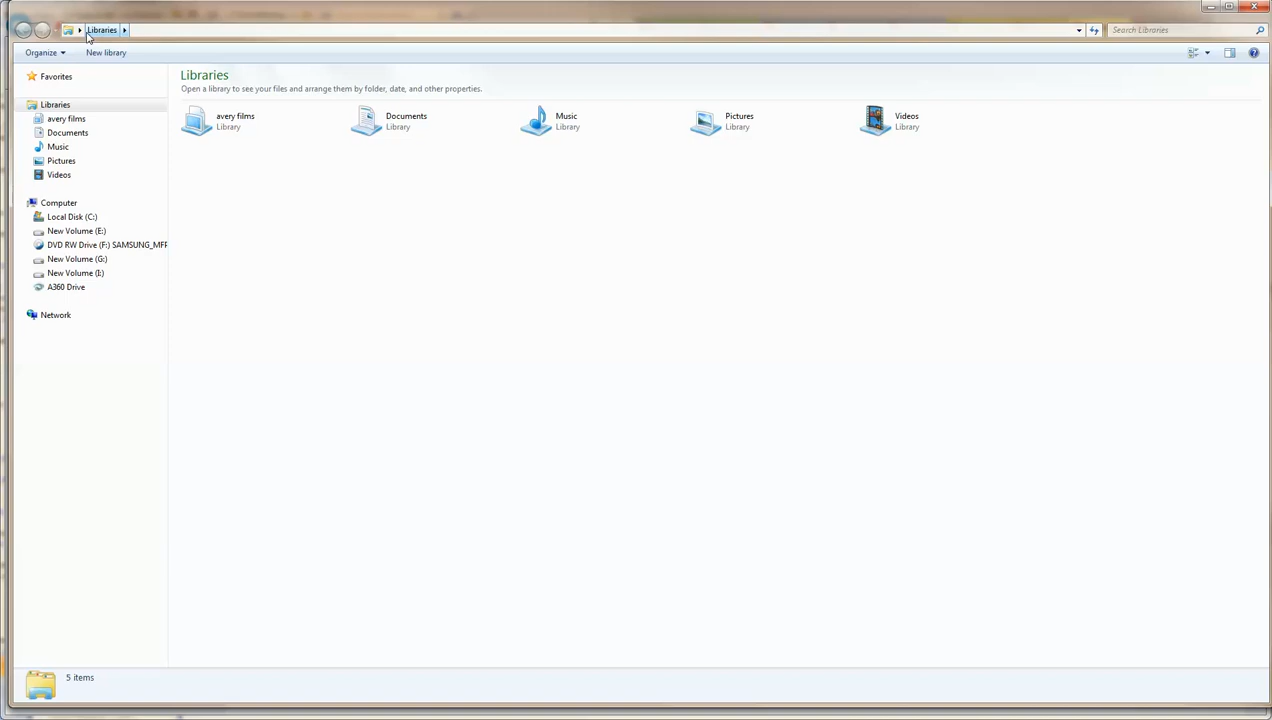 Libraries
Search Libraries
Organize
New library
Favorites
Libraries
avery films
Documents
Music
Pictures
Videos
Computer
Local Disk (C:)
New Volume (E:)
DVD RW Drive (F:) SAMSUNG_MFP
New Volume (G:)
New Volume (I:)
A360 Drive
Network
Libraries
Open a library to see your files and arrange them by folder, date, and other properties.
avery films
Library
Documents
Library
Music
Library
Pictures
Library
Videos
Library
5 items